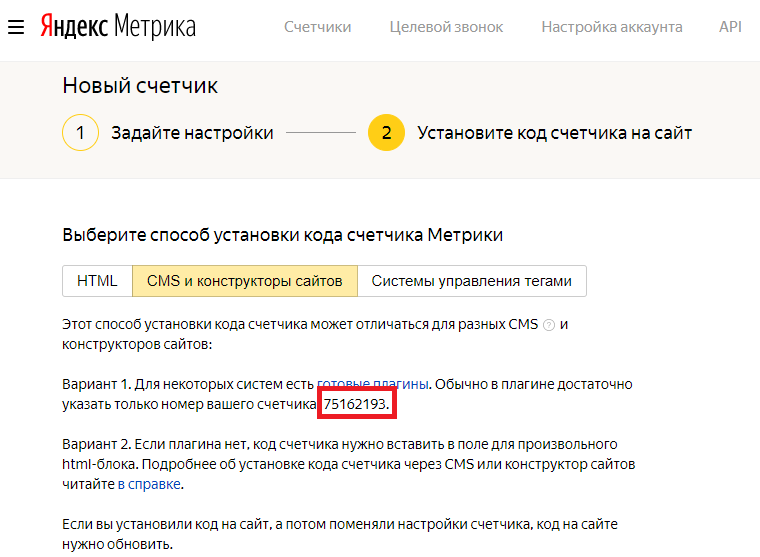 Яндекс Метрика Счетчики Целевой звонок Настройка аккаунта API
Новый счетчик
1 Задайте настройки 2 Установите код счетчика на сайт
Выберите способ установки кода счетчика Метрики
HTML CMS и конструкторы сайтов Системы управления тегами
Этот способ установки кода счетчика может отличаться для разных CMS ? и
конструкторов сайтов:
Вариант 1. Для некоторых систем есть готовые плагины. Обычно в плагине достаточно
указать только номер вашего счетчика 75162193.
Вариант 2. Если плагина нет, код счетчика нужно вставить в поле для произвольного
html-блока. Подробнее об установке кода счетчика через CMS или конструктор сайтов
читайте в справке.
Если вы установили код на сайт, а потом поменяли настройки счетчика, код на сайте
нужно обновить.